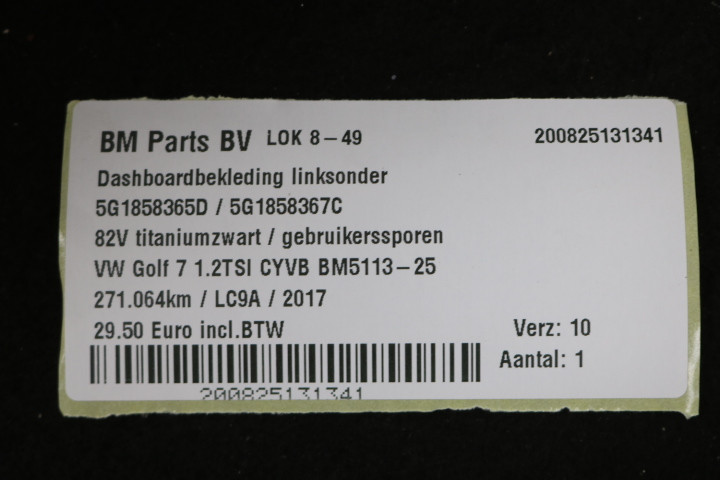 BM Parts BV LOK 8-49 200825131341
Dashboardbekleding linksonder
5G1858365D / 5G1858367C
82V titaniumzwart / gebruikerssporen
VW Golf 7 1.2TSI CYVB BM5113-25
271.064km / LC9A / 2017
29.50 Euro incl.BTW Verz: 10
Aantal: 1
200825131341